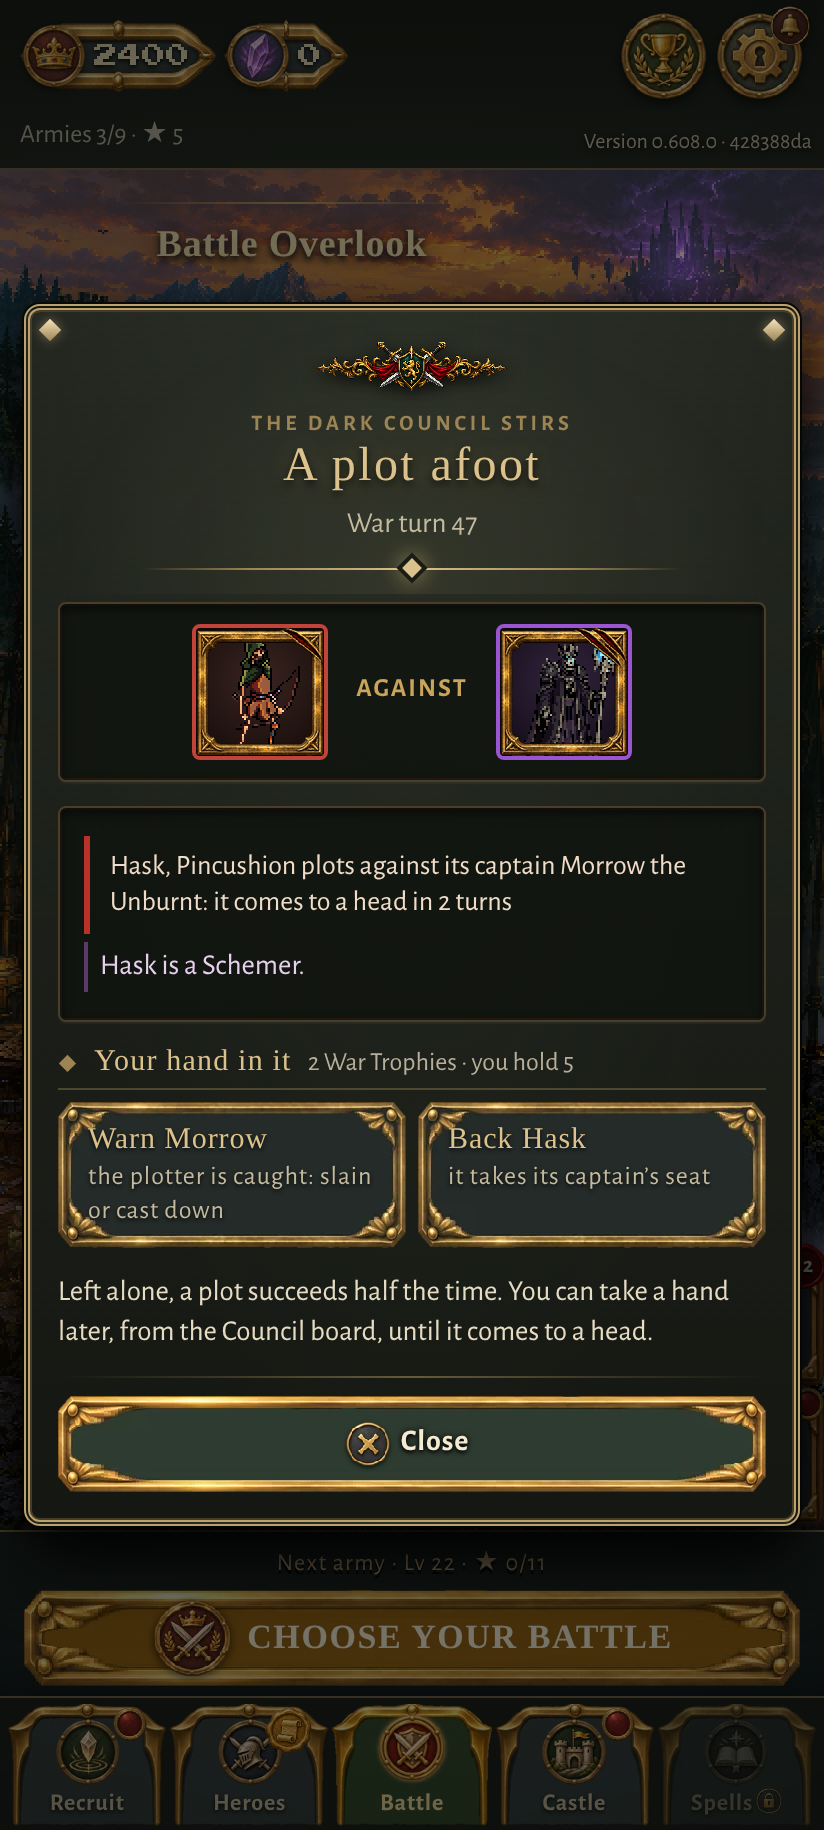 2400
0
Armies 3/9 · ★ 5
Version 0.608.0 · 428388da
Battle Overlook
THE DARK COUNCIL STIRS
A plot afoot
War turn 47
AGAINST
Hask, Pincushion plots against its captain Morrow the
Unburnt: it comes to a head in 2 turns
Hask is a Schemer.
Your hand in it 2 War Trophies · you hold 5
Warn Morrow
the plotter is caught: slain
or cast down
Back Hask
it takes its captain's seat
2
Left alone, a plot succeeds half the time. You can take a hand
later, from the Council board, until it comes to a head.
Close
Next army · Lv 22 · ★ 0/11
CHOOSE YOUR BATTLE
Recruit
Heroes
Battle
Castle
Spells